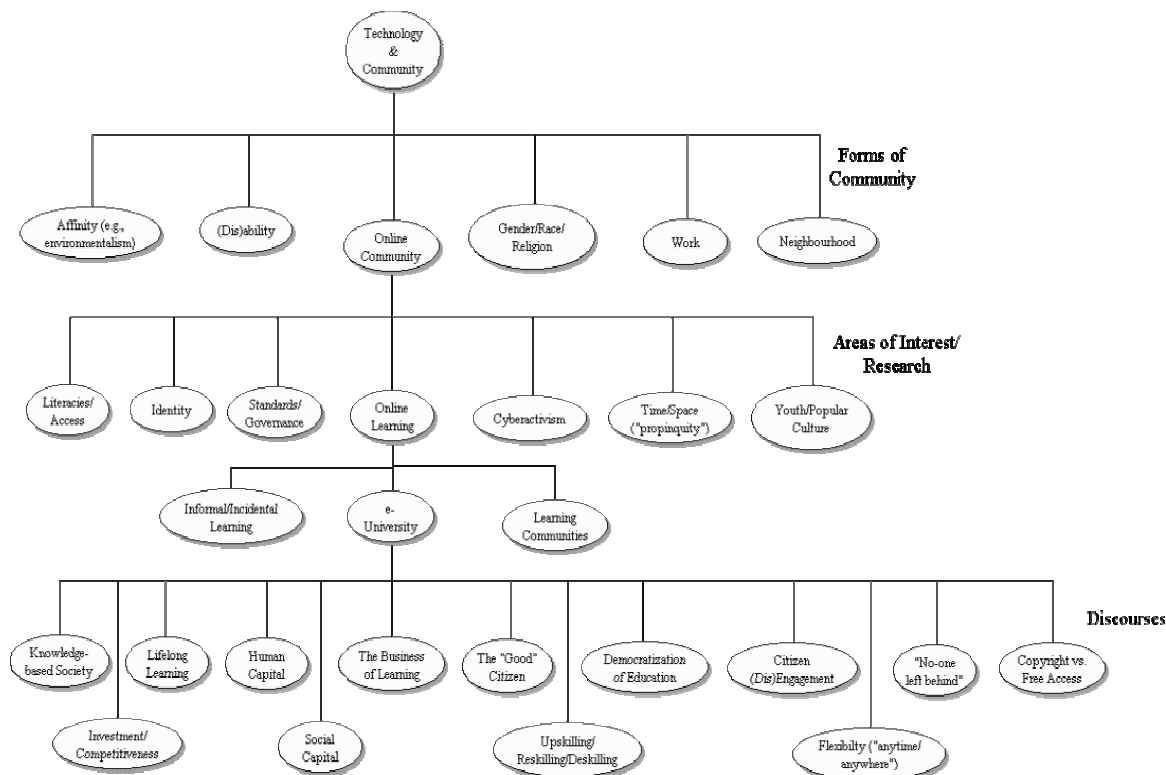 Technology
&
Community
Forms of
Community
Affinity (e.g.,
environmentalism)
(Dis)ability
Online
Community
Gender/Race/
Religion
Work
Neighbourhood
Areas of Interest/
Research
Literacies/
Access
Identity
Standards/
Governance
Online
Learning
Cyberactivism
Time/Space
("propinquity")
Youth/Popular
Culture
Informal/Incidental
Learning
e-
University
Learning
Communities
Discourses
Knowledge-
based Society
Lifelong
Learning
Human
Capital
The Business
of Learning
The "Good"
Citizen
Democratization
of Education
Citizen
(Dis)Engagement
"No-one
left behind"
Copyright vs.
Free Access
Investment/
Competitiveness
Social
Capital
Upskilling/
Reskilling/Deskilling
Flexibilty ("anytime/
anywhere")